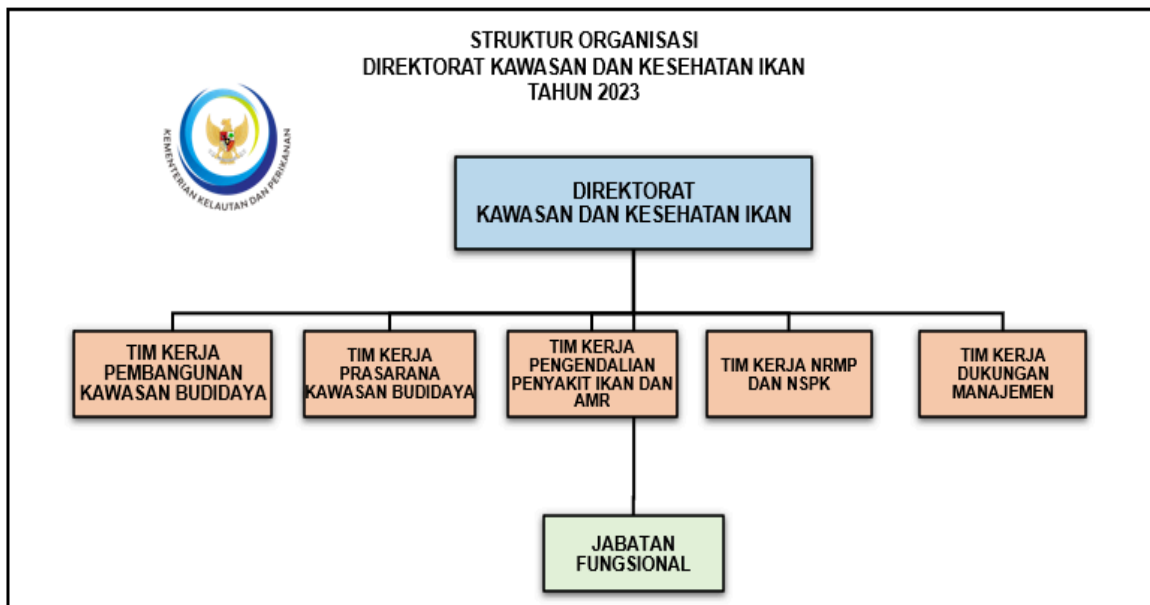 STRUKTUR ORGANISASI
DIREKTORAT KAWASAN DAN KESEHATAN IKAN
TAHUN 2023
KEMENTERIAN KELAUTAN DAN PERIKANAN
DIREKTORAT
KAWASAN DAN KESEHATAN IKAN
TIM KERJA
PEMBANGUNAN
KAWASAN BUDIDAYA
TIM KERJA
PRASARANA
KAWASAN BUDIDAYA
TIM KERJA
PENGENDALIAN
PENYAKIT IKAN DAN
AMR
TIM KERJA NRMP
DAN NSPK
TIM KERJA
DUKUNGAN
MANAJEMEN
JABATAN
FUNGSIONAL